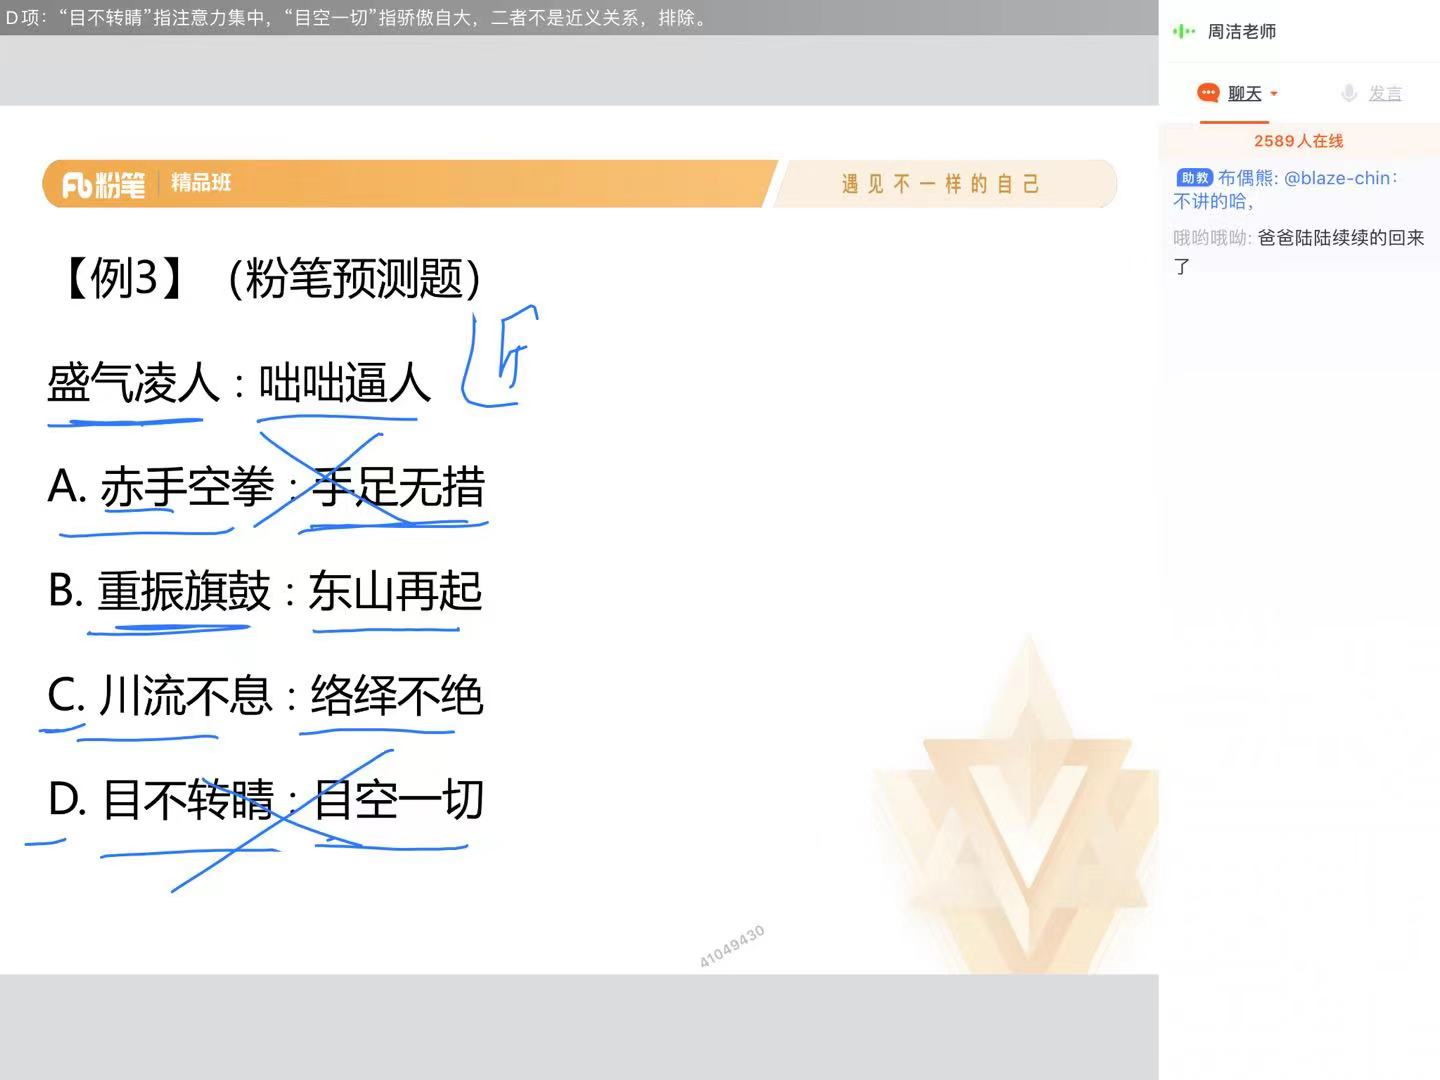 D项：“目不转睛”指注意力集中，“目空一切”指骄傲自大，二者不是近义关系，排除。
粉笔 精品班
遇见不一样的自己
【例3】（粉笔预测题）
近
盛气凌人：咄咄逼人
A. 赤手空拳：手足无措
B. 重振旗鼓：东山再起
C. 川流不息：络绎不绝
D. 目不转睛：目空一切
41049430
周洁老师
聊天 发言
2589人在线
助教 布偶熊: @blaze-chin：
不讲的哈，
哦哟哦呦: 爸爸陆陆续续的回来
了